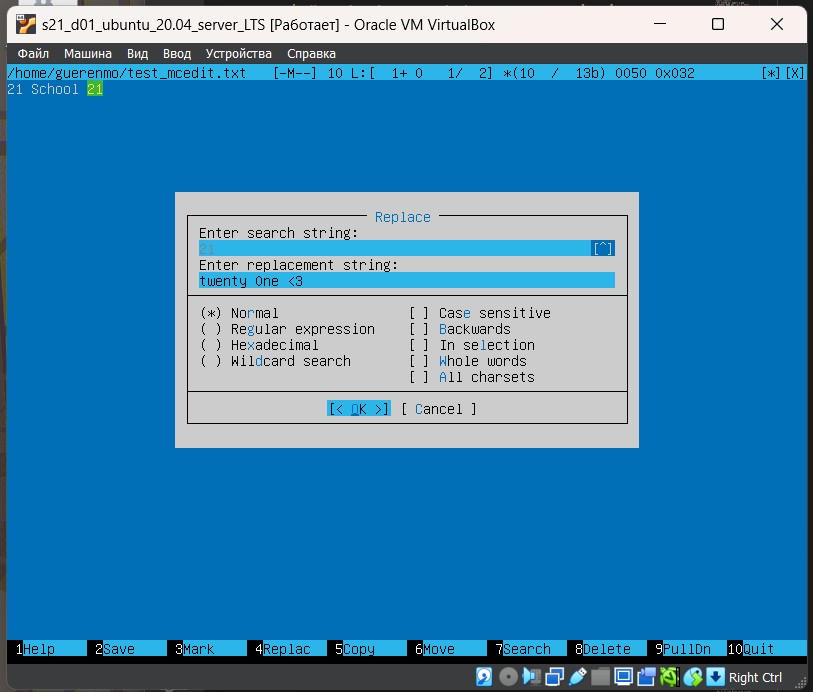 s21_d01_ubuntu_20.04_server_LTS [Работает] - Oracle VM VirtualBox
Файл Машина Вид Ввод Устройства Справка
/home/guerenmo/test_mcedit.txt [-M--] 10 L:[ 1+ 0 1/ 2] *(10 / 13b) 0050 0x032 [*][X]
21 School 21
Replace
Enter search string:
21 [^]
Enter replacement string:
twenty One <3
(*) Normal [ ] Case sensitive
( ) Regular expression [ ] Backwards
( ) Hexadecimal [ ] In selection
( ) Wildcard search [ ] Whole words
[ ] All charsets
[< OK >] [ Cancel ]
1Help 2Save 3Mark 4Replac 5Copy 6Move 7Search 8Delete 9PullDn 10Quit
Right Ctrl